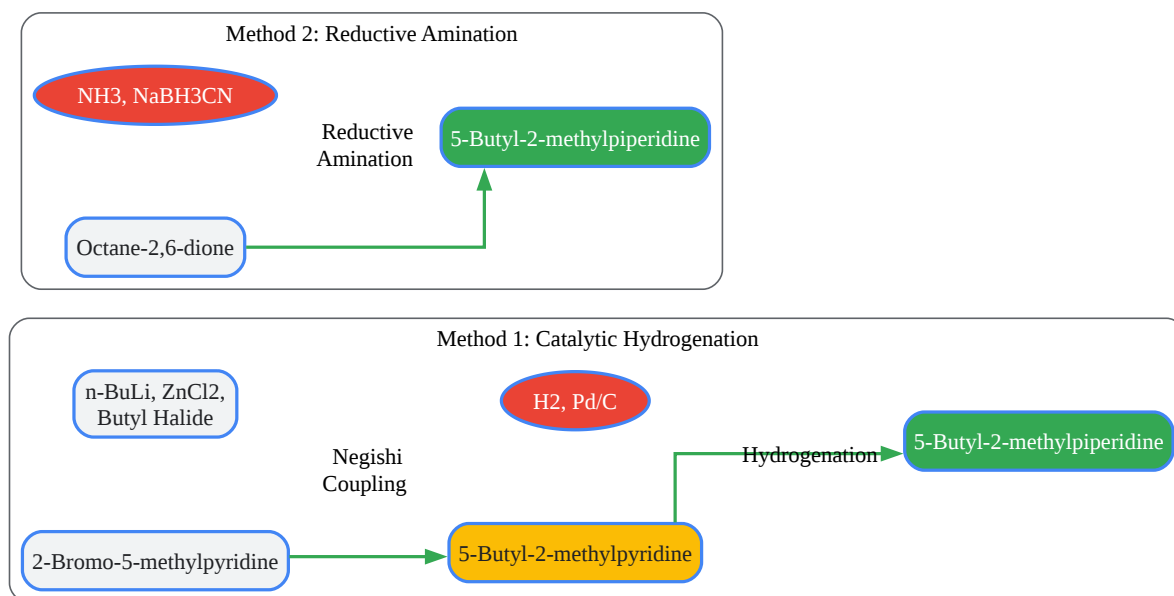 Method 2: Reductive Amination
NH3, NaBH3CN
Reductive
Amination
5-Butyl-2-methylpiperidine
Octane-2,6-dione
Method 1: Catalytic Hydrogenation
n-BuLi, ZnCl2,
Butyl Halide
H2, Pd/C
Negishi
Coupling
Hydrogenation
5-Butyl-2-methylpiperidine
2-Bromo-5-methylpyridine
5-Butyl-2-methylpyridine